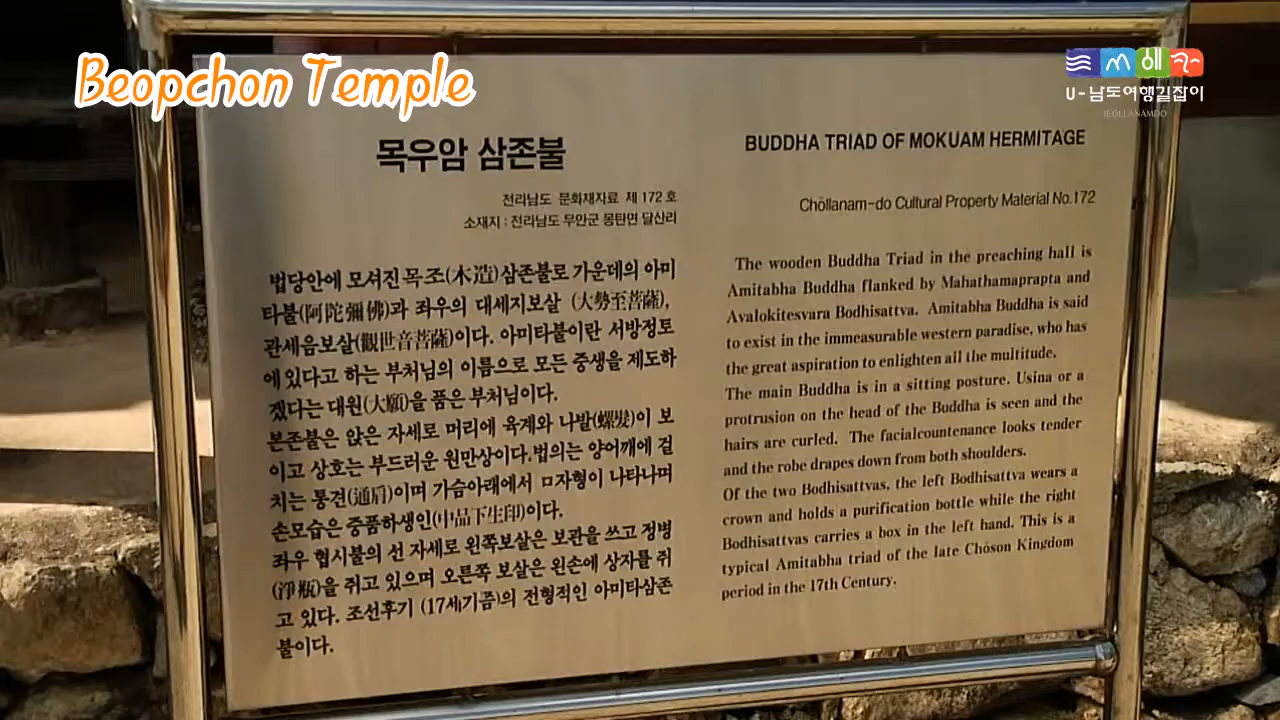 Beopchon Temple
U-남도여행길잡이
JEOLLANAMDO
목우암 삼존불
전라남도 문화재자료 제 172 호
소재지 : 전라남도 무안군 몽탄면 달산리
법당안에 모셔진 목조(木造)삼존불로 가운데의 아미
타불(阿陀彌佛)과 좌우의 대세지보살 (大勢至菩薩),
관세음보살(觀世音菩薩)이다. 아미타불이란 서방정토
에 있다고 하는 부처님의 이름으로 모든 중생을 제도하
겠다는 대원(大願)을 품은 부처님이다.
본존불은 앉은 자세로 머리에 육계와 나발(螺髮)이 보
이고 상호는 부드러운 원만상이다.법의는 양어깨에 걸
치는 통견(通肩)이며 가슴아래에서 ㅁ자형이 나타나며
손모습은 중품하생인(中品下生印)이다.
좌우 협시불의 선 자세로 왼쪽보살은 보관을 쓰고 정병
(淨甁)을 쥐고 있으며 오른쪽 보살은 왼손에 상자를 쥐
고 있다. 조선후기 (17세기쯤)의 전형적인 아미타삼존
불이다.
BUDDHA TRIAD OF MOKUAM HERMITAGE
Chŏllanam-do Cultural Property Material No.172
The wooden Buddha Triad in the preaching hall is
Amitabha Buddha flanked by Mahathamaprapta and
Avalokitesvara Bodhisattva. Amitabha Buddha is said
to exist in the immeasurable western paradise, who has
the great aspiration to enlighten all the multitude.
The main Buddha is in a sitting posture. Usina or a
protrusion on the head of the Buddha is seen and the
hairs are curled. The facialcountenance looks tender
and the robe drapes down from both shoulders.
Of the two Bodhisattvas, the left Bodhisattva wears a
crown and holds a purification bottle while the right
Bodhisattvas carries a box in the left hand. This is a
typical Amitabha triad of the late Chŏson Kingdom
period in the 17th Century.